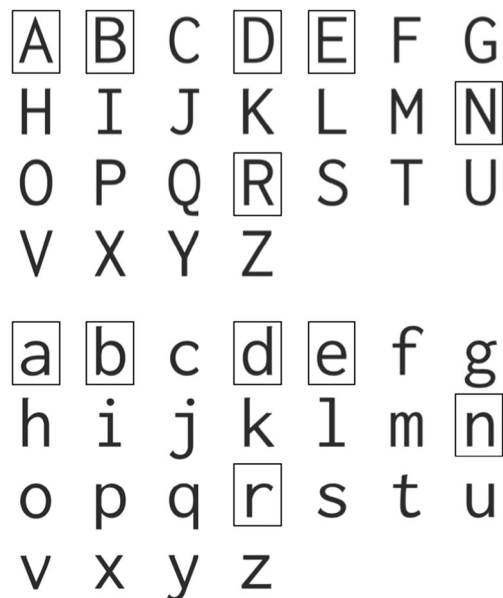 A B C D E F G
H I J K L M N
O P Q R S T U
V X Y Z
a b c d e f g
h i j k l m n
o p q r s t u
v x y z